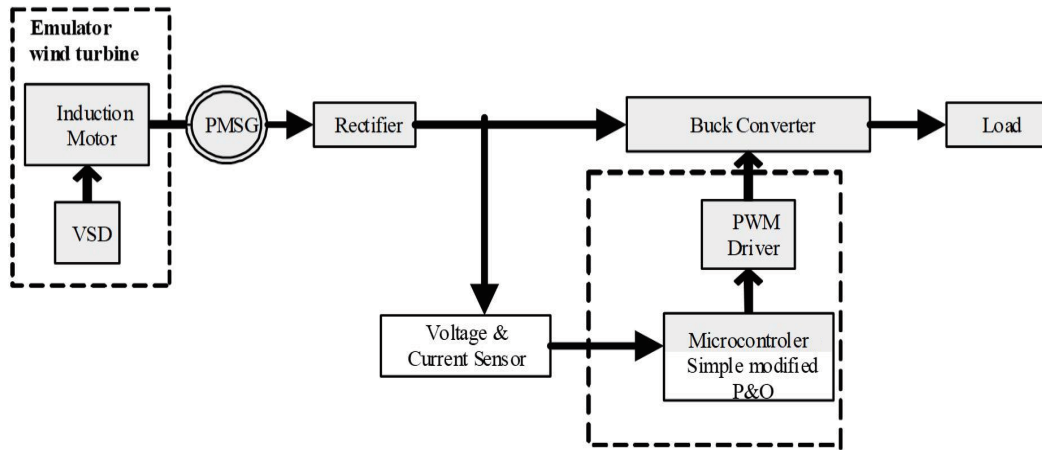 Emulator
wind turbine
Induction
Motor
VSD
PMSG
Rectifier
Buck Converter
Load
PWM
Driver
Voltage &
Current Sensor
Microcontroler
Simple modified
P&O